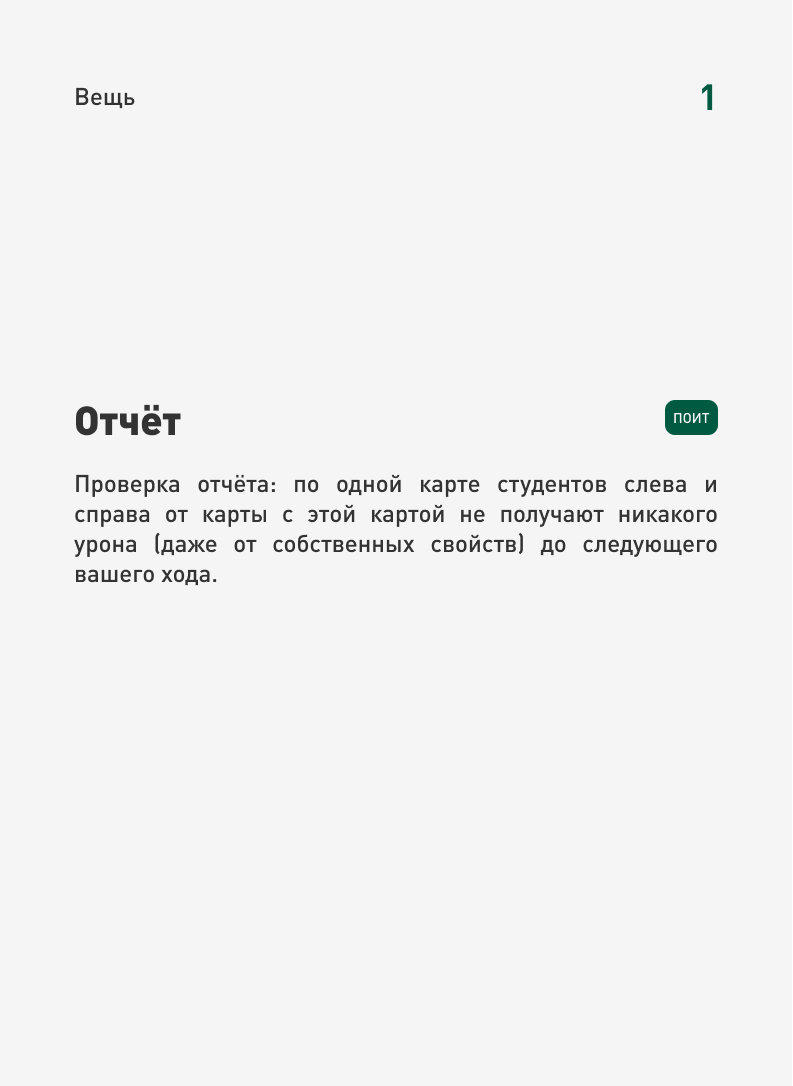 Вещь
1
Отчёт
ПОИТ
Проверка отчёта: по одной карте студентов слева и
справа от карты с этой картой не получают никакого
урона (даже от собственных свойств) до следующего
вашего хода.